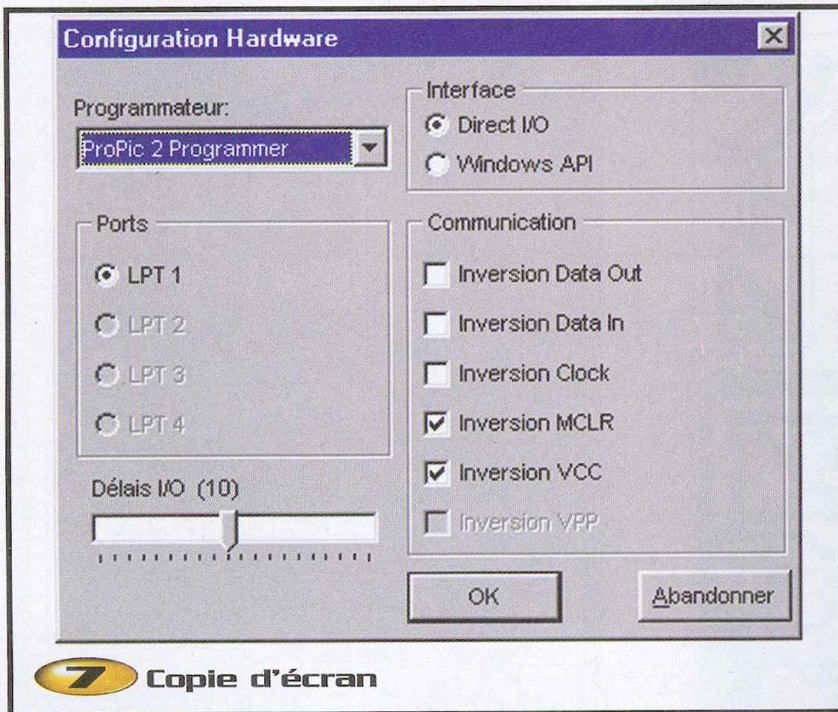 Configuration Hardware
Programmateur:
ProPic 2 Programmer
Interface
Direct I/O
Windows API
Ports
LPT 1
LPT 2
LPT 3
LPT 4
Communication
Inversion Data Out
Inversion Data In
Inversion Clock
Inversion MCLR
Inversion VCC
Inversion VPP
Délais I/O (10)
OK
Abandonner
7 Copie d'écran